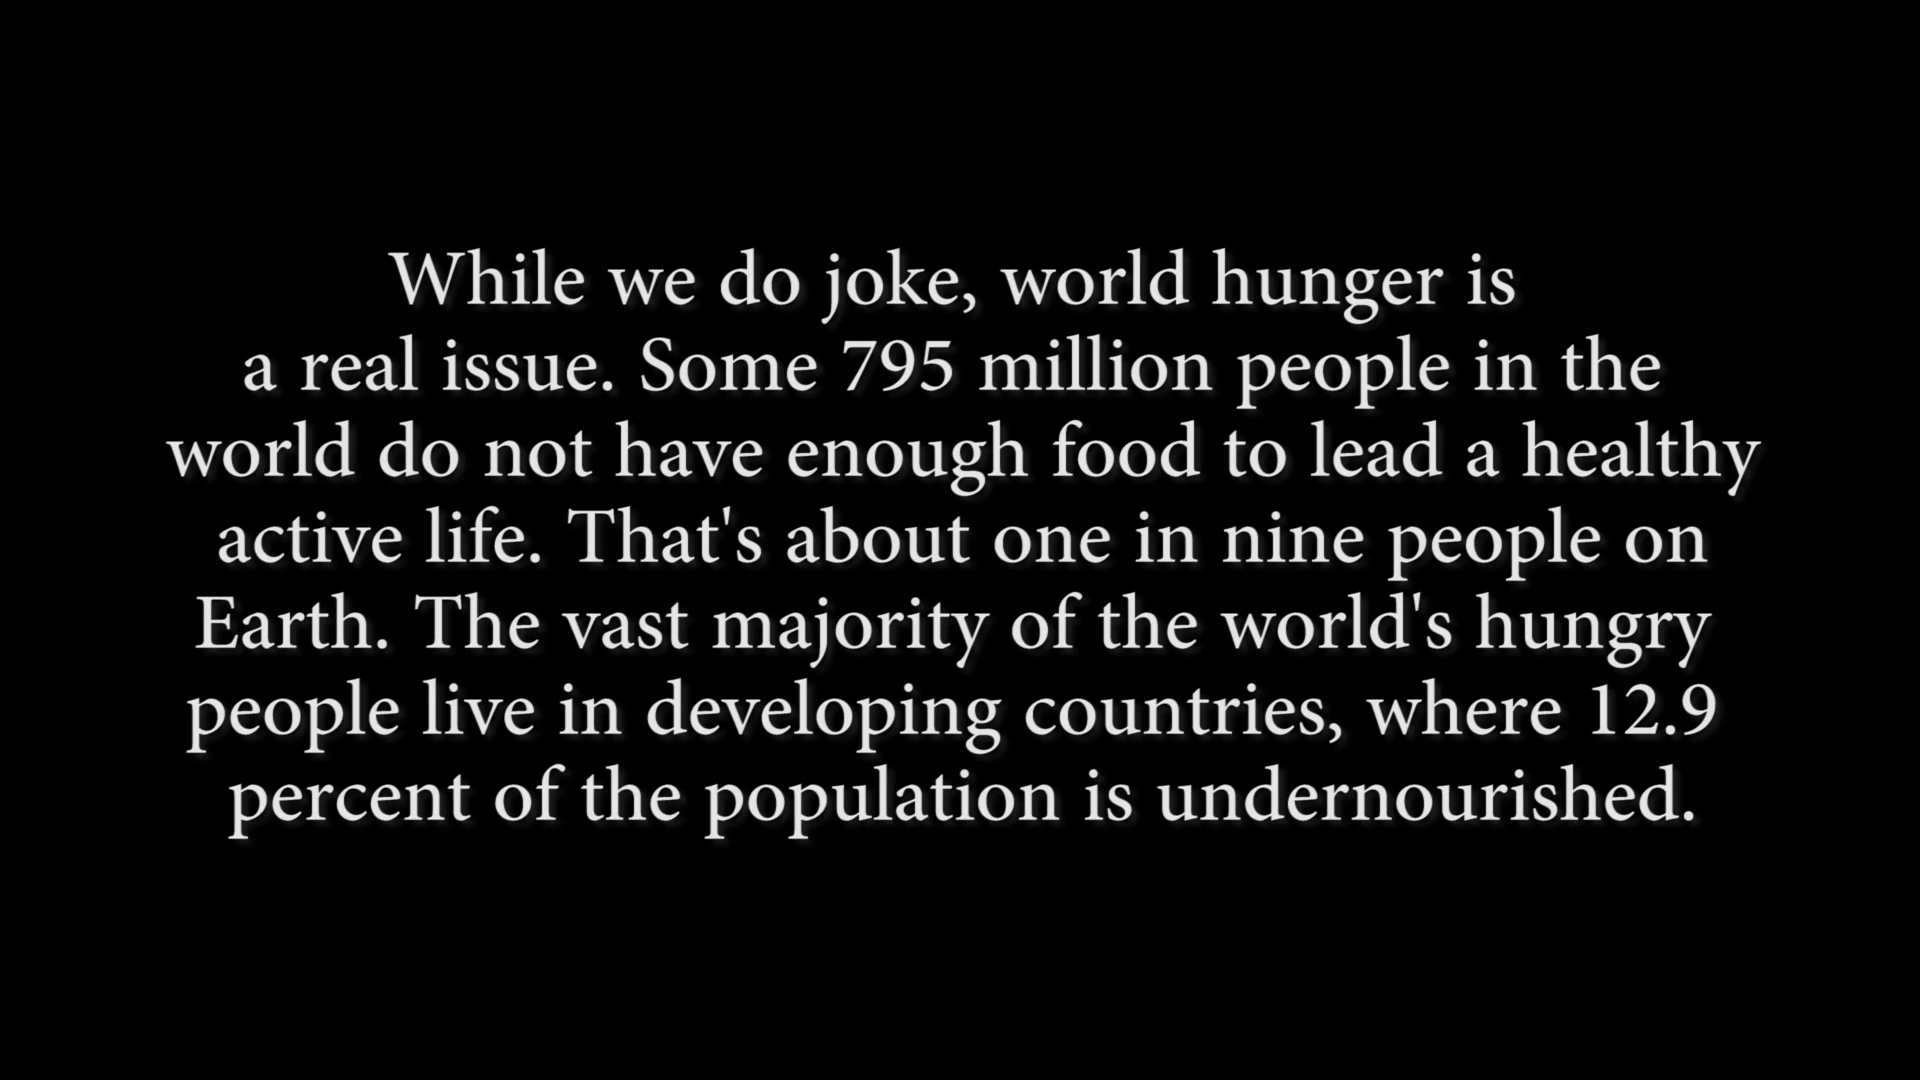 While we do joke, world hunger is
a real issue. Some 795 million people in the
world do not have enough food to lead a healthy
active life. That's about one in nine people on
Earth. The vast majority of the world's hungry
people live in developing countries, where 12.9
percent of the population is undernourished.